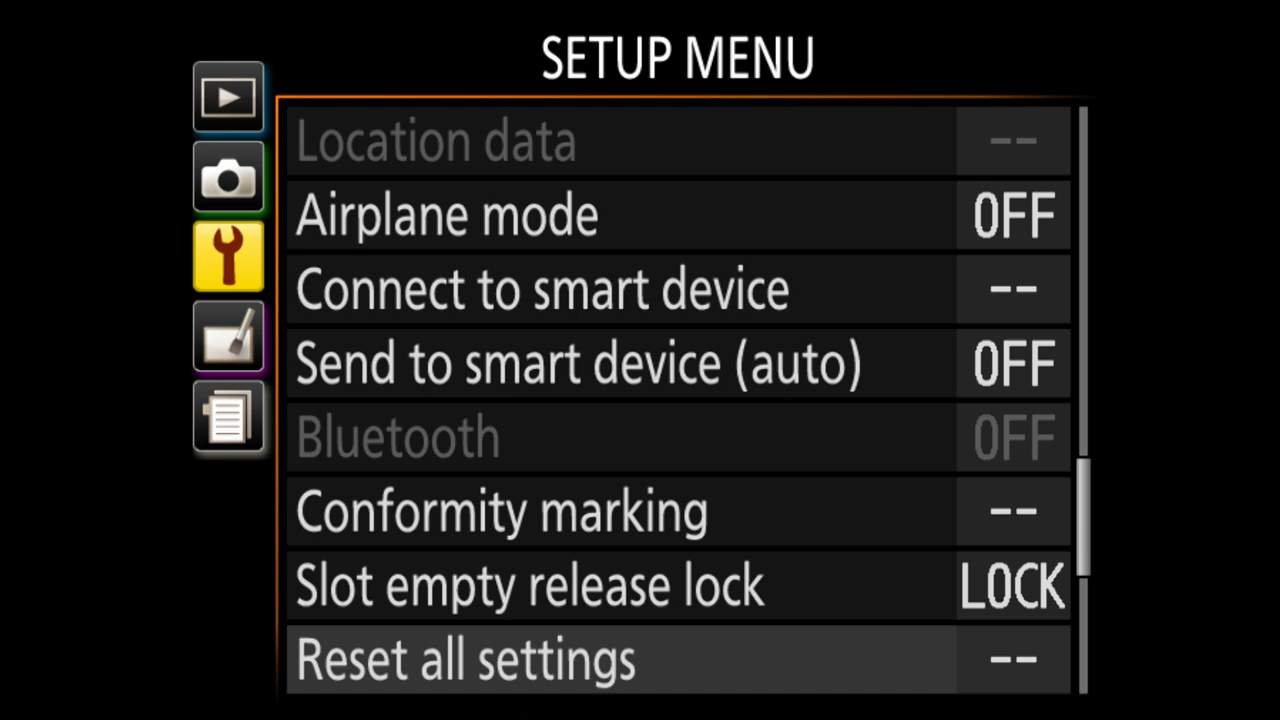 SETUP MENU
Location data --
Airplane mode OFF
Connect to smart device --
Send to smart device (auto) OFF
Bluetooth OFF
Conformity marking --
Slot empty release lock LOCK
Reset all settings --